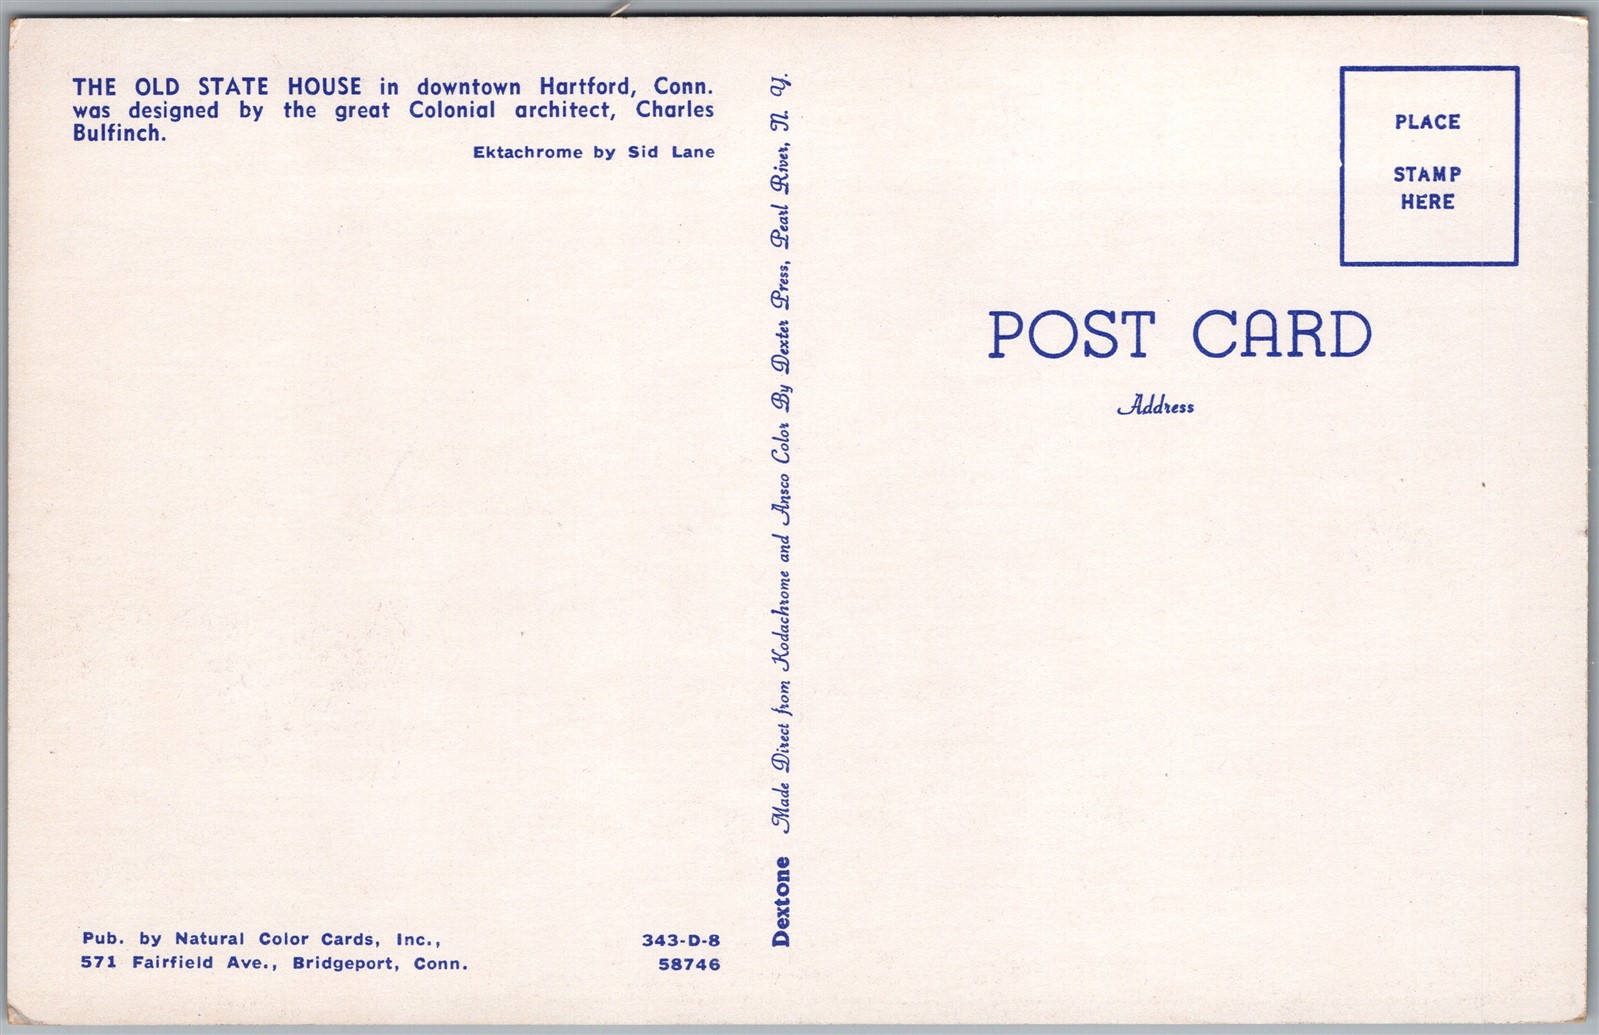 THE OLD STATE HOUSE in downtown Hartford, Conn.
was designed by the great Colonial architect, Charles
Bulfinch.
Ektachrome by Sid Lane
Pub. by Natural Color Cards, Inc.,
571 Fairfield Ave., Bridgeport, Conn.
343-D-8
58746
Dextone Made Direct from Kodachrome and Ansco Color By Dexter Press, Pearl River, N. Y.
PLACE
STAMP
HERE
POST CARD
Address